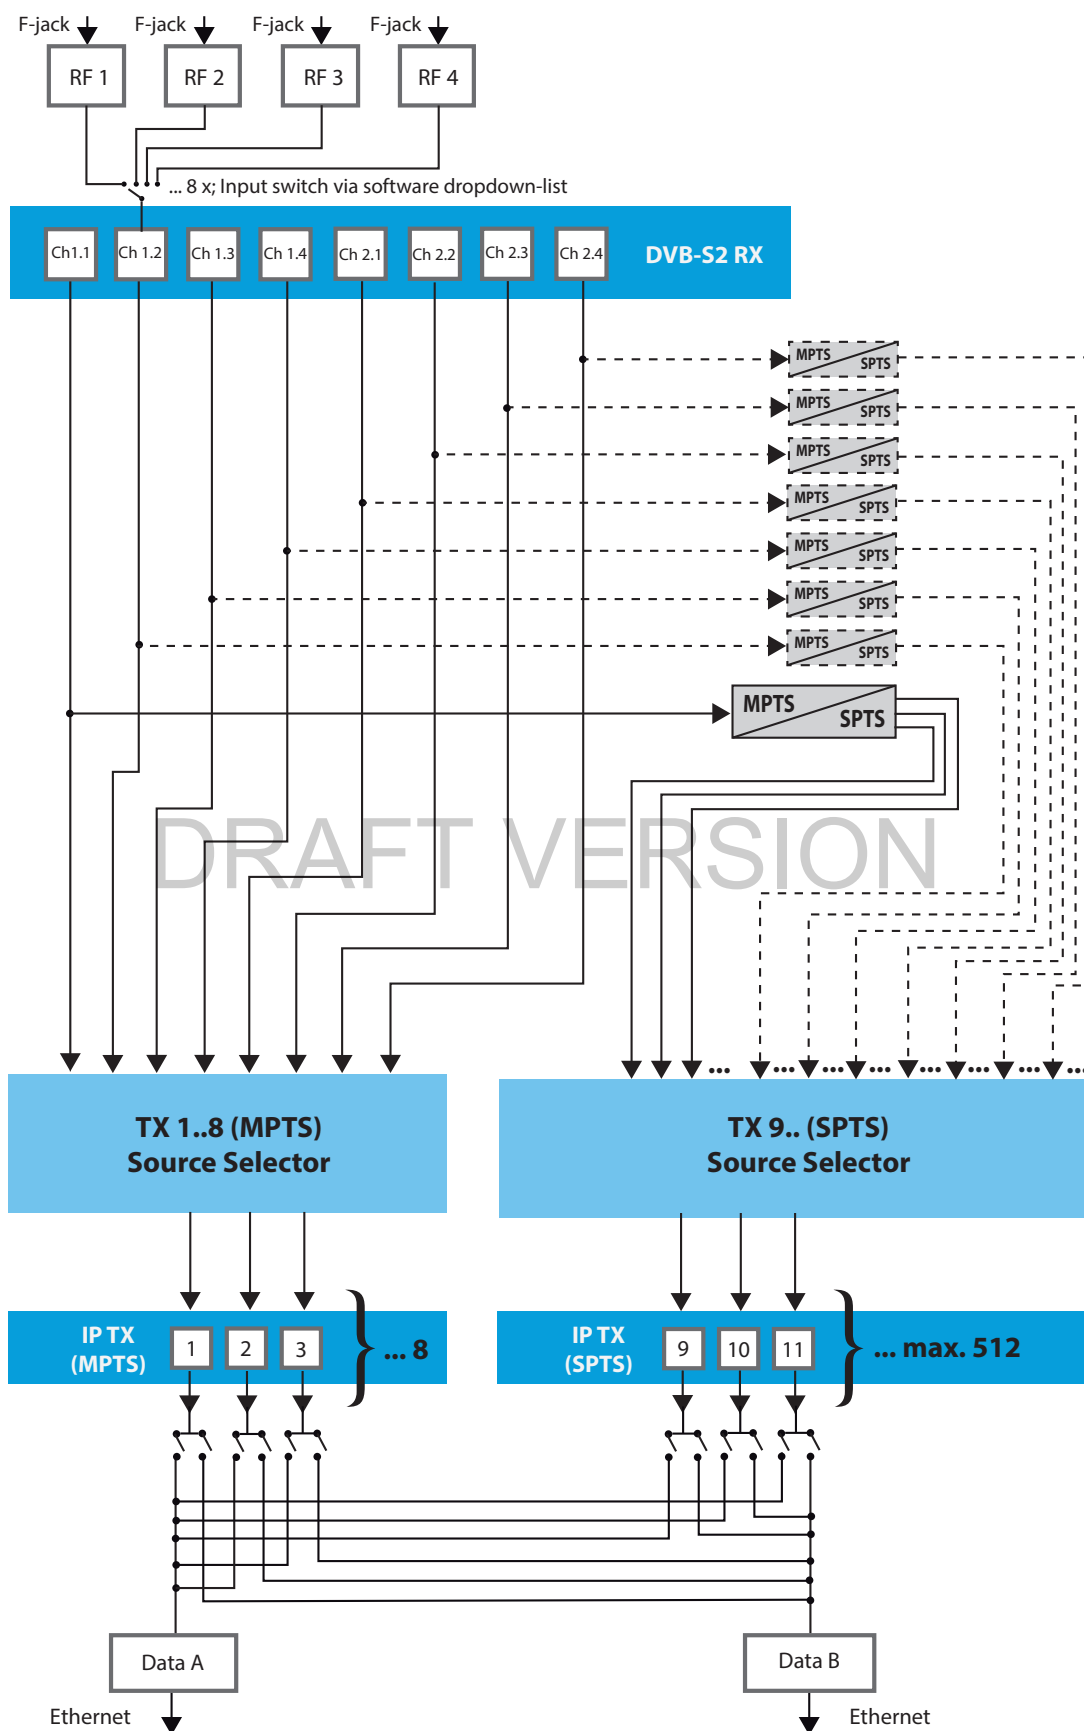 F-jack F-jack F-jack F-jack
RF 1 RF 2 RF 3 RF 4
... 8 x; Input switch via software dropdown-list
Ch1.1 Ch 1.2 Ch 1.3 Ch 1.4 Ch 2.1 Ch 2.2 Ch 2.3 Ch 2.4 DVB-S2 RX
MPTS SPTS
MPTS SPTS
MPTS SPTS
MPTS SPTS
MPTS SPTS
MPTS SPTS
MPTS SPTS
MPTS SPTS
DRAFT VERSION
... ... ... ... ... ... ... ...
TX 1..8 (MPTS)
Source Selector
TX 9.. (SPTS)
Source Selector
IP TX
(MPTS)
1 2 3 ... 8
IP TX
(SPTS)
9 10 11 ... max. 512
Data A Data B
Ethernet Ethernet